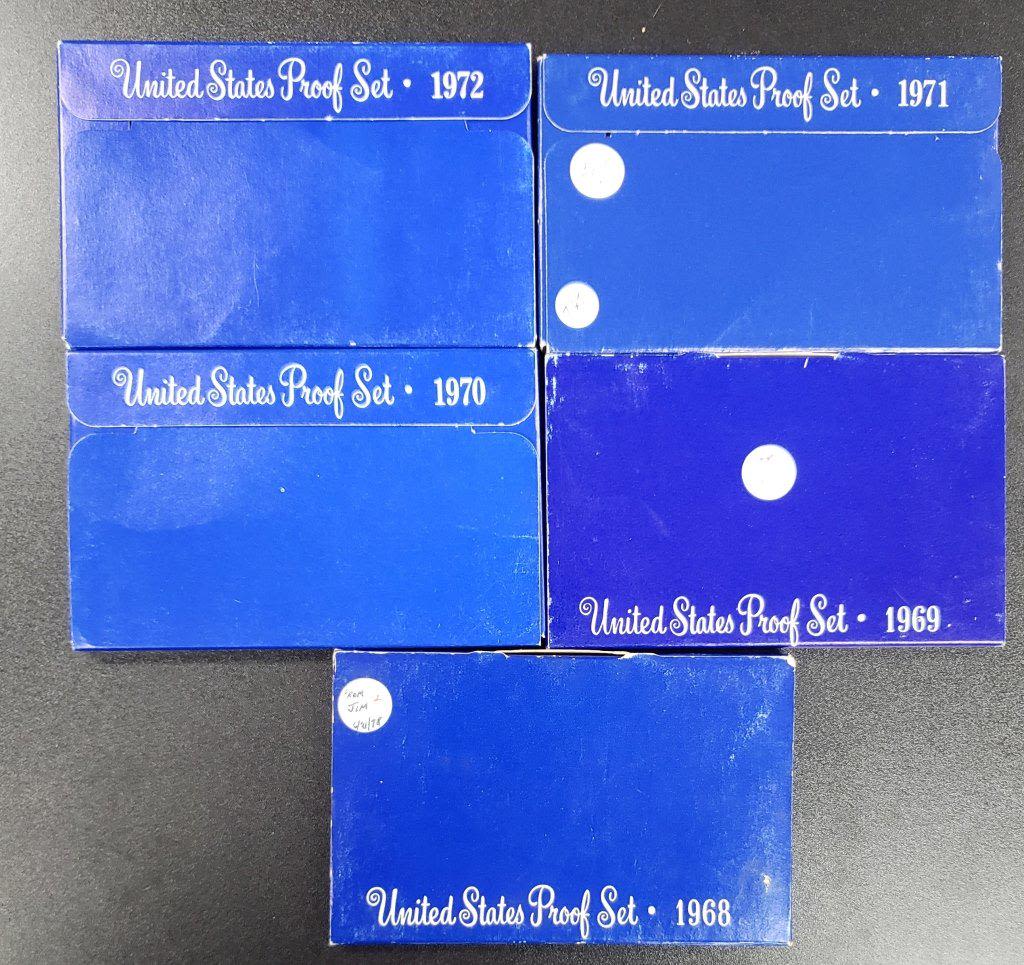 United States Proof Set • 1972
United States Proof Set • 1971
United States Proof Set • 1970
United States Proof Set • 1969
JIM
United States Proof Set • 1968